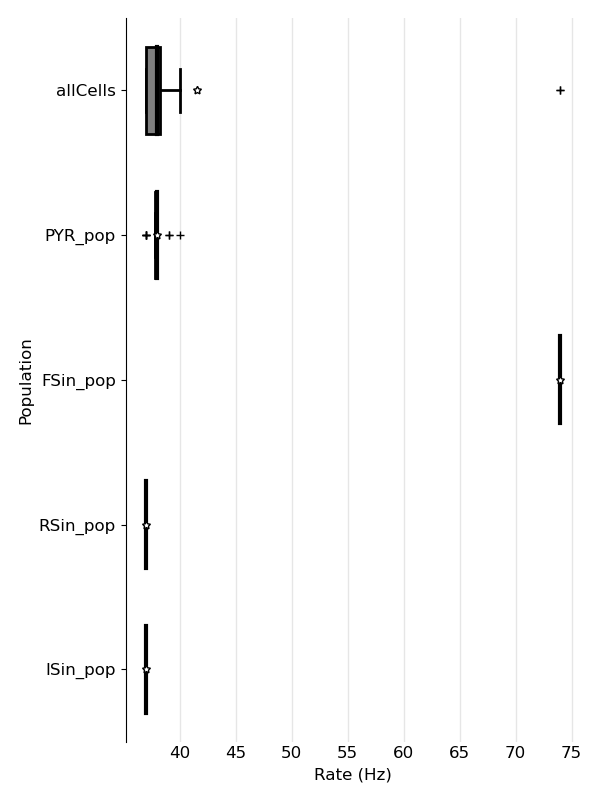 allCells
PYR_pop
FSin_pop
RSin_pop
ISin_pop
Population
40 45 50 55 60 65 70 75
Rate (Hz)